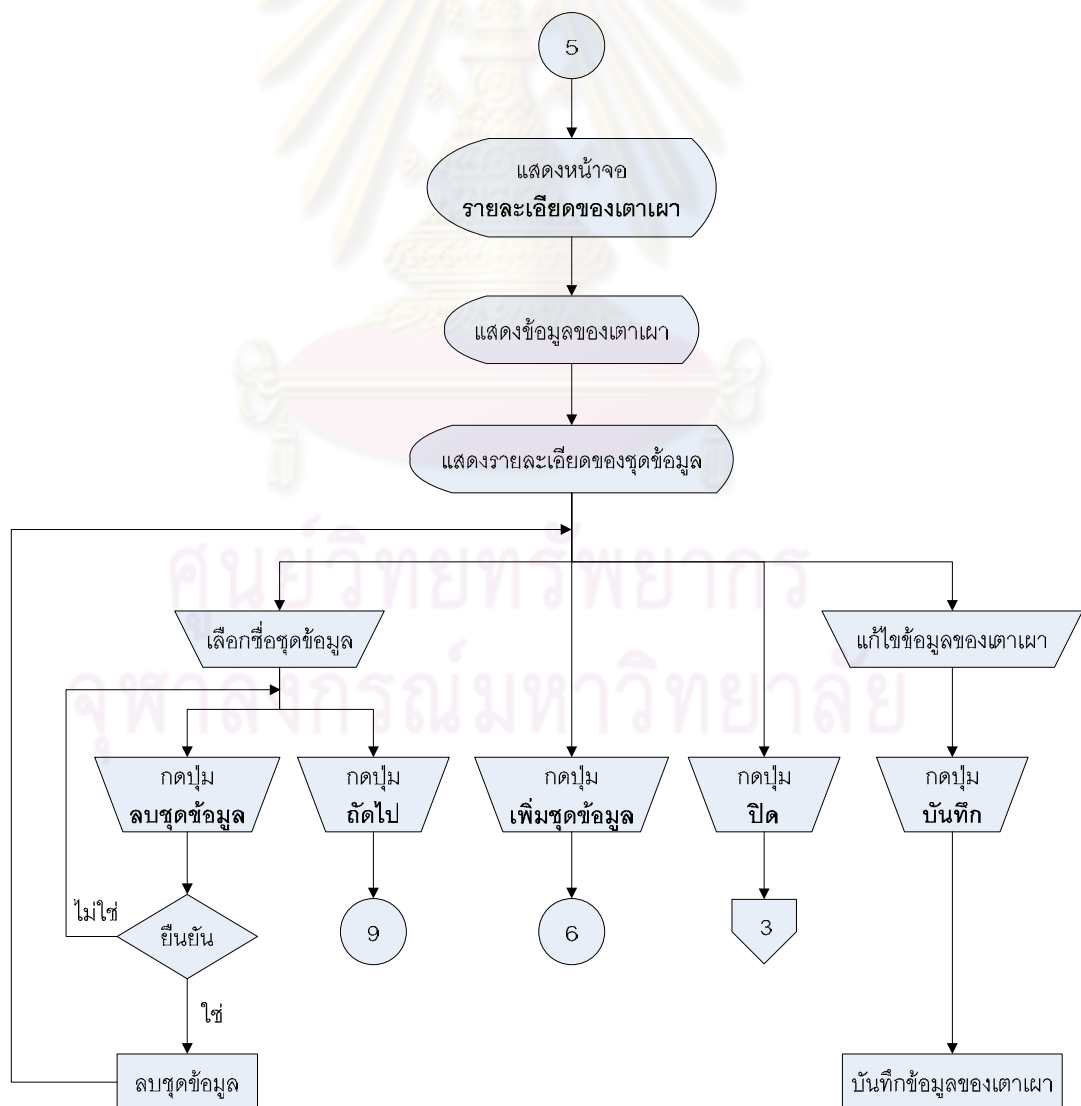 5
แสดงหน้าจอ
รายละเอียดของเตาเผา
แสดงข้อมูลของเตาเผา
แสดงรายละเอียดของชุดข้อมูล
ศูนย์วิทยทรัพยากร
จุฬาลงกรณ์มหาวิทยาลัย
เลือกชื่อชุดข้อมูล
แก้ไขข้อมูลของเตาเผา
กดปุ่ม
ลบชุดข้อมูล
กดปุ่ม
ถัดไป
กดปุ่ม
เพิ่มชุดข้อมูล
กดปุ่ม
ปิด
กดปุ่ม
บันทึก
ไม่ใช่
ยืนยัน
9
6
3
ใช่
ลบชุดข้อมูล
บันทึกข้อมูลของเตาเผา